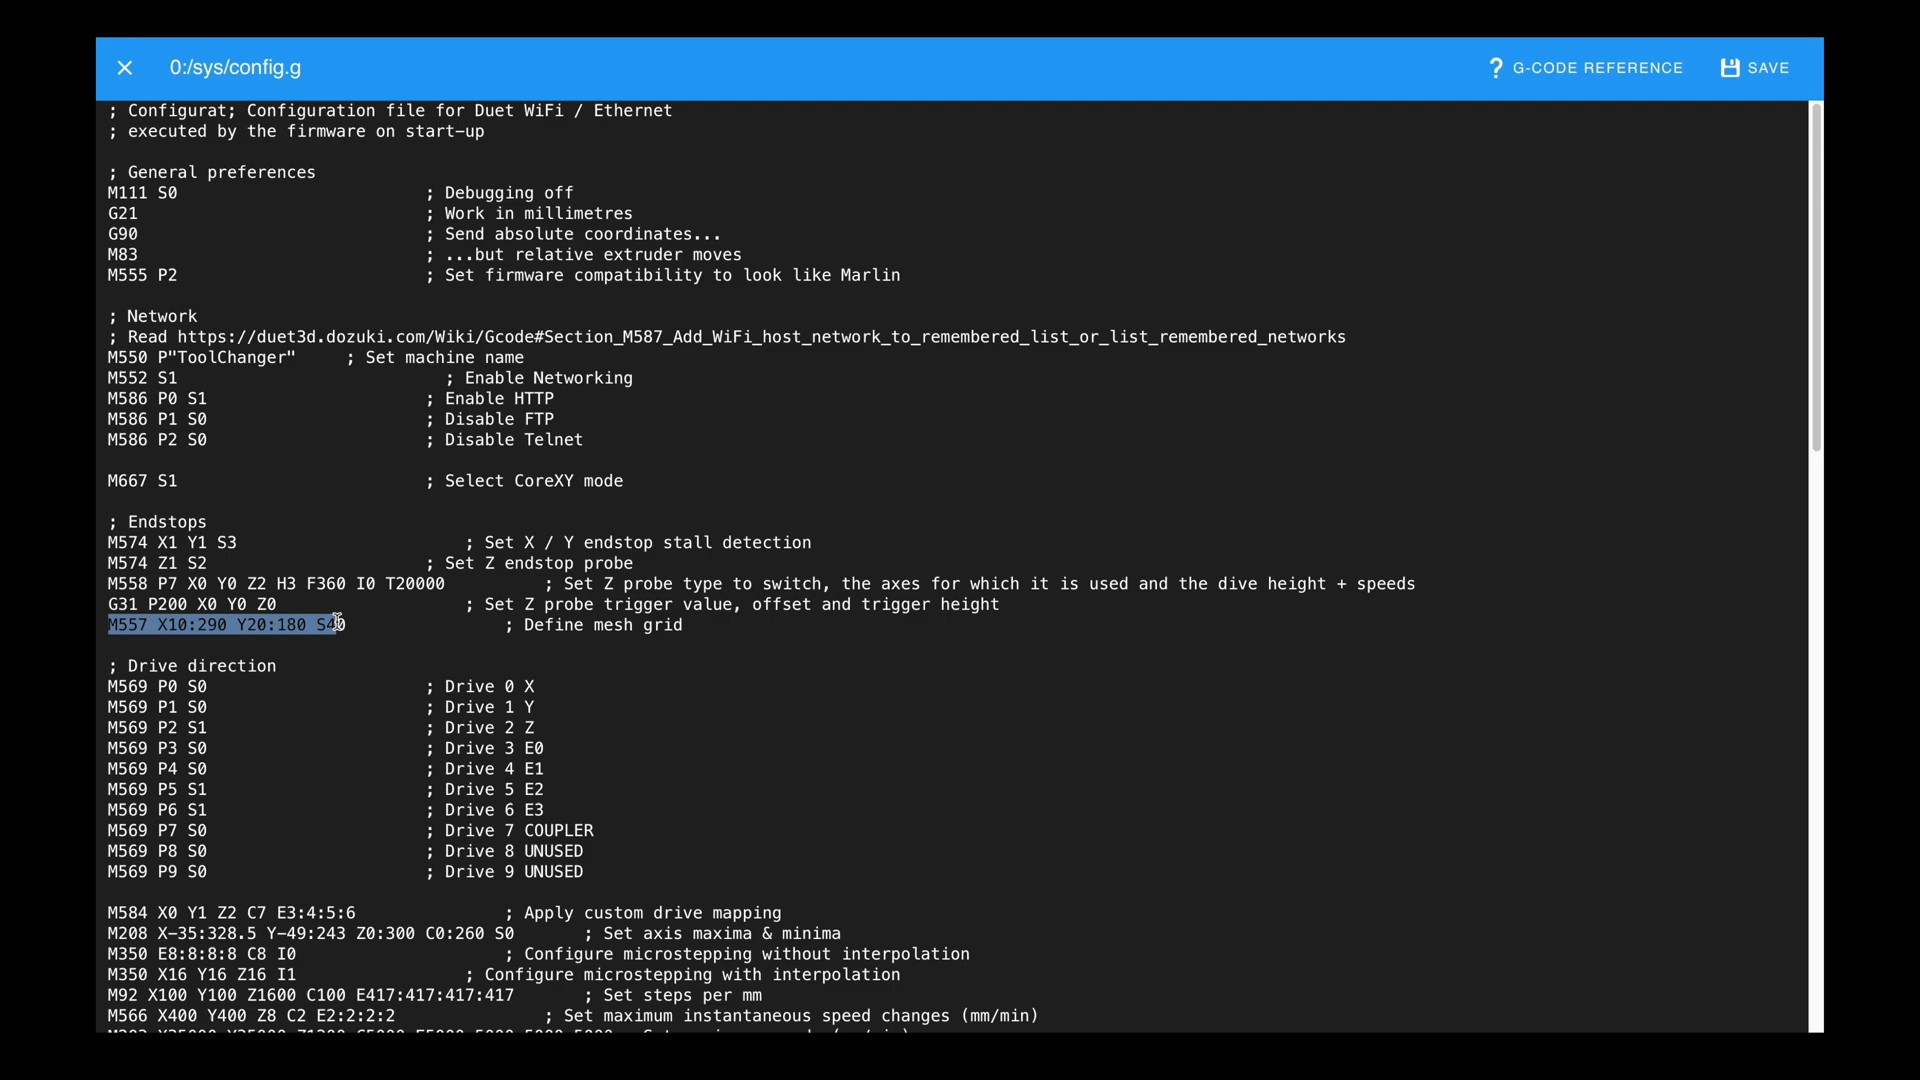 0:/sys/config.g
G-CODE REFERENCE
SAVE
; Configurat; Configuration file for Duet WiFi / Ethernet
; executed by the firmware on start-up
; General preferences
M111 S0 ; Debugging off
G21 ; Work in millimetres
G90 ; Send absolute coordinates...
M83 ; ...but relative extruder moves
M555 P2 ; Set firmware compatibility to look like Marlin
; Network
; Read https://duet3d.dozuki.com/Wiki/Gcode#Section_M587_Add_WiFi_host_network_to_remembered_list_or_list_remembered_networks
M550 P"ToolChanger" ; Set machine name
M552 S1 ; Enable Networking
M586 P0 S1 ; Enable HTTP
M586 P1 S0 ; Disable FTP
M586 P2 S0 ; Disable Telnet
M667 S1 ; Select CoreXY mode
; Endstops
M574 X1 Y1 S3 ; Set X / Y endstop stall detection
M574 Z1 S2 ; Set Z endstop probe
M558 P7 X0 Y0 Z2 H3 F360 I0 T20000 ; Set Z probe type to switch, the axes for which it is used and the dive height + speeds
G31 P200 X0 Y0 Z0 ; Set Z probe trigger value, offset and trigger height
M557 X10:290 Y20:180 S40 ; Define mesh grid
; Drive direction
M569 P0 S0 ; Drive 0 X
M569 P1 S0 ; Drive 1 Y
M569 P2 S1 ; Drive 2 Z
M569 P3 S0 ; Drive 3 E0
M569 P4 S0 ; Drive 4 E1
M569 P5 S1 ; Drive 5 E2
M569 P6 S1 ; Drive 6 E3
M569 P7 S0 ; Drive 7 COUPLER
M569 P8 S0 ; Drive 8 UNUSED
M569 P9 S0 ; Drive 9 UNUSED
M584 X0 Y1 Z2 C7 E3:4:5:6 ; Apply custom drive mapping
M208 X-35:328.5 Y-49:243 Z0:300 C0:260 S0 ; Set axis maxima & minima
M350 E8:8:8:8 C8 I0 ; Configure microstepping without interpolation
M350 X16 Y16 Z16 I1 ; Configure microstepping with interpolation
M92 X100 Y100 Z1600 C100 E417:417:417:417 ; Set steps per mm
M566 X400 Y400 Z8 C2 E2:2:2:2 ; Set maximum instantaneous speed changes (mm/min)